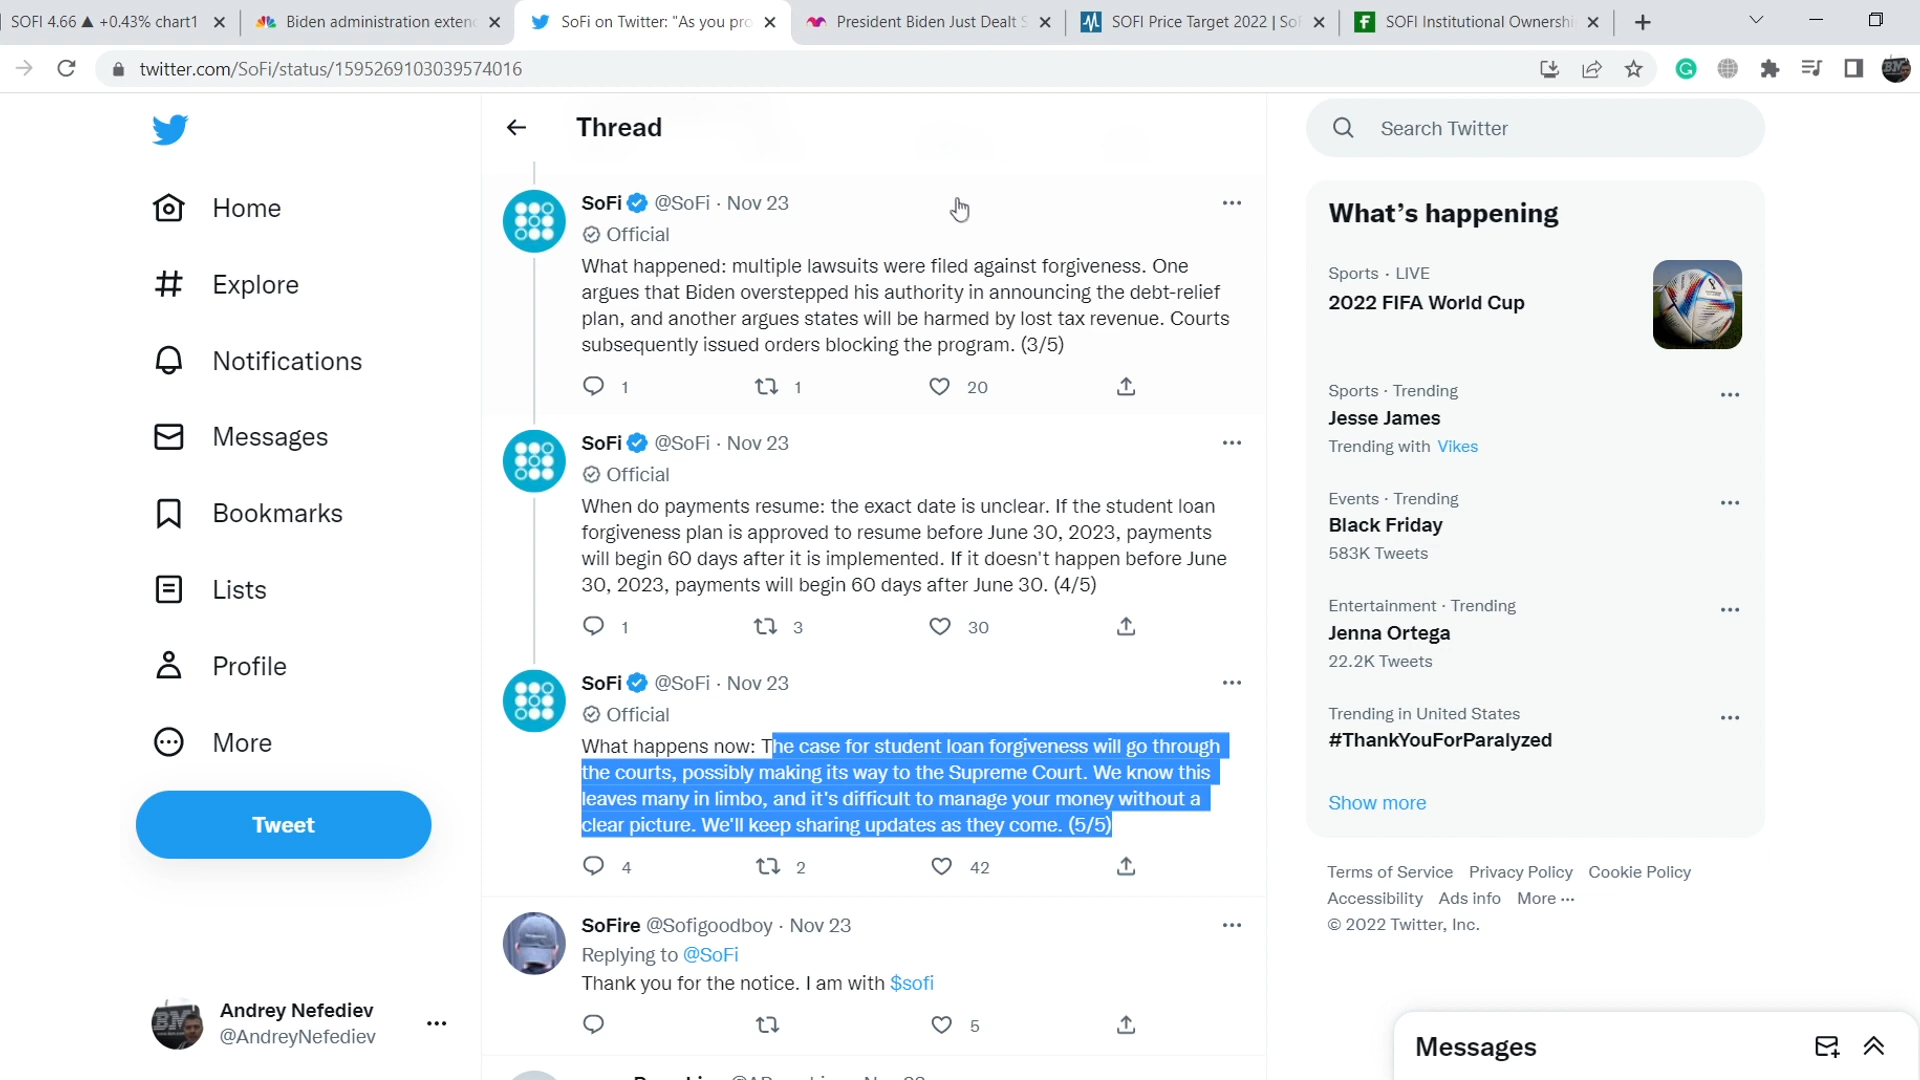 SOFI 4.66 ▲ +0.43% chart1
Biden administration exten
SoFi on Twitter: "As you pro
President Biden Just Dealt S
SOFI Price Target 2022 | SoF
SOFI Institutional Ownershi
twitter.com/SoFi/status/1595269103039574016
Home
Explore
Notifications
Messages
Bookmarks
Lists
Profile
More
Tweet
Andrey Nefediev
@AndreyNefediev
Thread
SoFi @SoFi · Nov 23
Official
What happened: multiple lawsuits were filed against forgiveness. One
argues that Biden overstepped his authority in announcing the debt-relief
plan, and another argues states will be harmed by lost tax revenue. Courts
subsequently issued orders blocking the program. (3/5)
1 1 20
SoFi @SoFi · Nov 23
Official
When do payments resume: the exact date is unclear. If the student loan
forgiveness plan is approved to resume before June 30, 2023, payments
will begin 60 days after it is implemented. If it doesn't happen before June
30, 2023, payments will begin 60 days after June 30. (4/5)
1 3 30
SoFi @SoFi · Nov 23
Official
What happens now: The case for student loan forgiveness will go through
the courts, possibly making its way to the Supreme Court. We know this
leaves many in limbo, and it's difficult to manage your money without a
clear picture. We'll keep sharing updates as they come. (5/5)
4 2 42
SoFire @Sofigoodboy · Nov 23
Replying to @SoFi
Thank you for the notice. I am with $sofi
5
Search Twitter
What's happening
Sports · LIVE
2022 FIFA World Cup
Sports · Trending
Jesse James
Trending with Vikes
Events · Trending
Black Friday
583K Tweets
Entertainment · Trending
Jenna Ortega
22.2K Tweets
Trending in United States
#ThankYouForParalyzed
Show more
Terms of Service Privacy Policy Cookie Policy
Accessibility Ads info More ···
© 2022 Twitter, Inc.
Messages